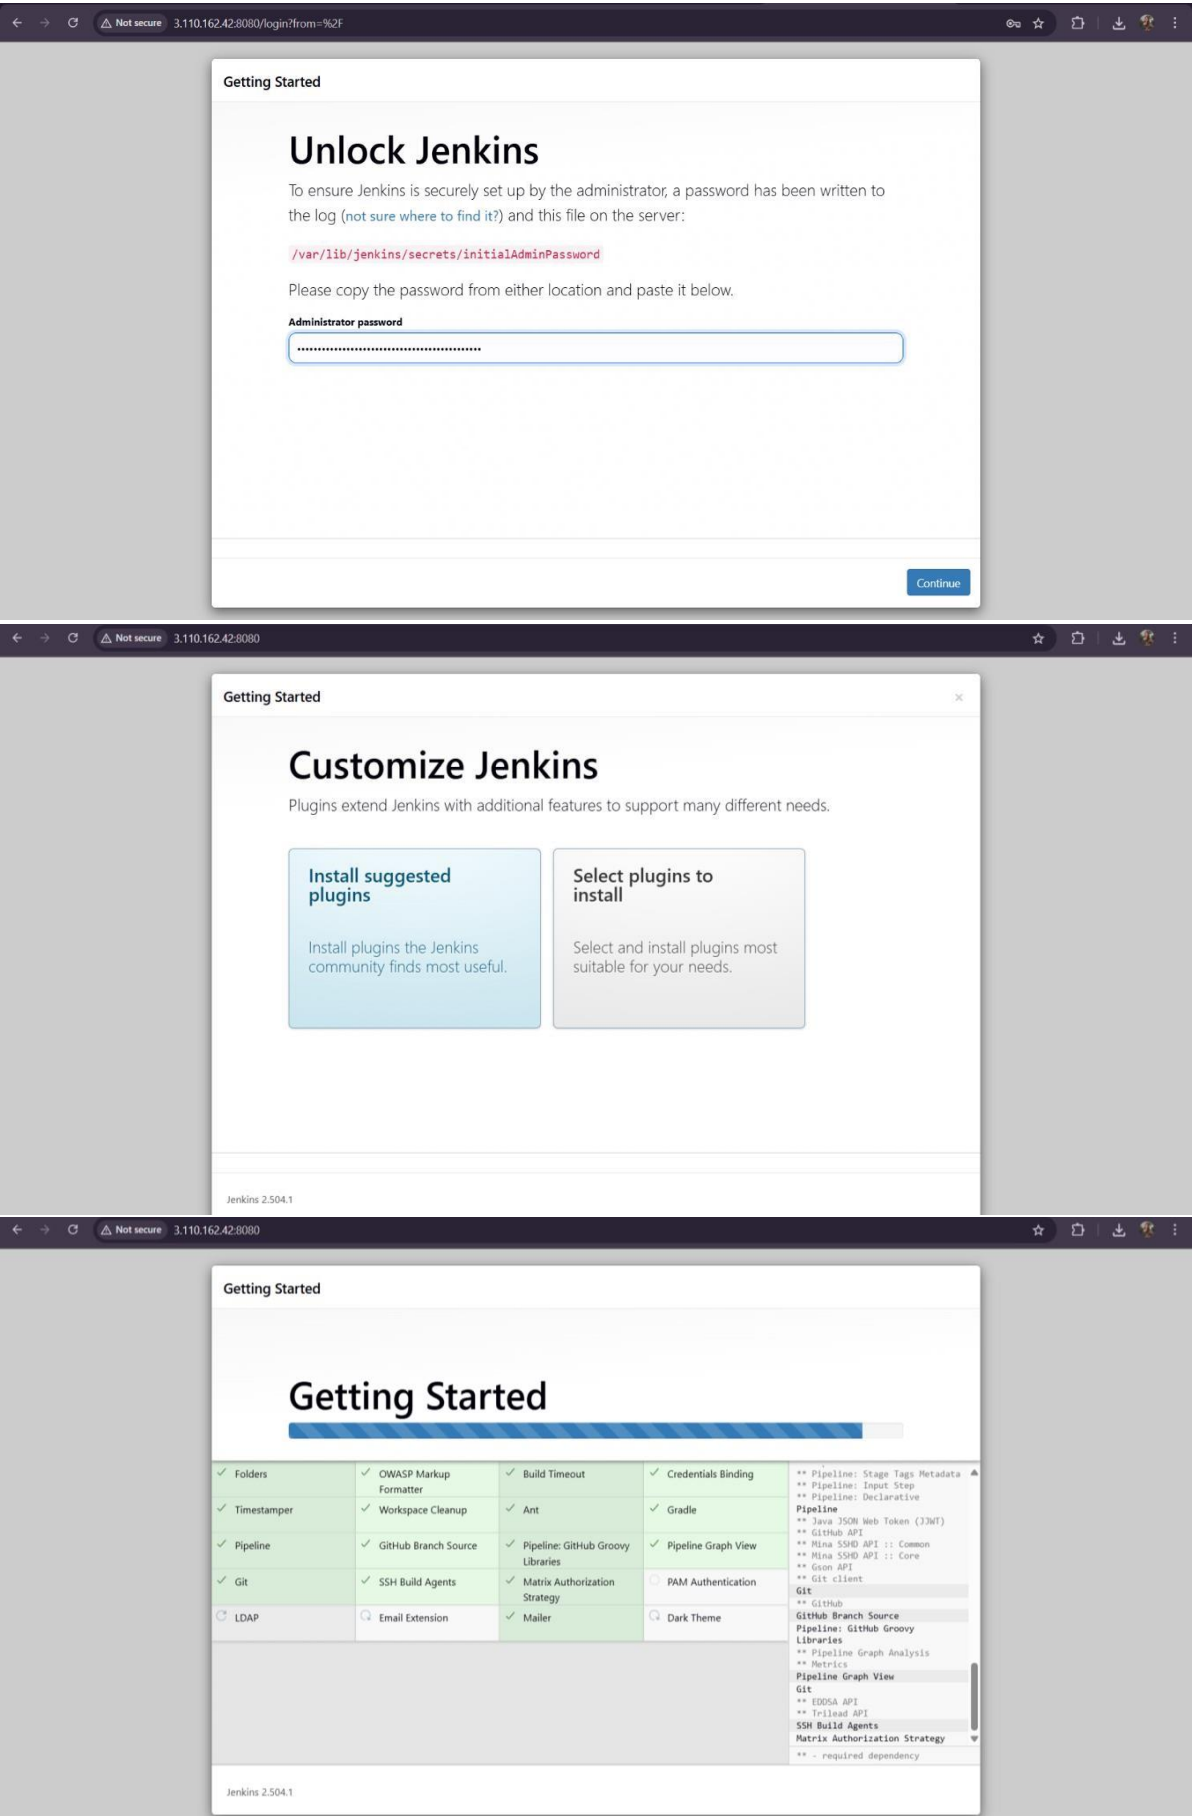 Not secure 3.110.162.42:8080/login?from=%2F
Getting Started
Unlock Jenkins
To ensure Jenkins is securely set up by the administrator, a password has been written to
the log (not sure where to find it?) and this file on the server:
/var/lib/jenkins/secrets/initialAdminPassword
Please copy the password from either location and paste it below.
Administrator password
Continue
Not secure 3.110.162.42:8080
Getting Started
Customize Jenkins
Plugins extend Jenkins with additional features to support many different needs.
Install suggested
plugins
Install plugins the Jenkins
community finds most useful.
Select plugins to
install
Select and install plugins most
suitable for your needs.
Jenkins 2.504.1
Not secure 3.110.162.42:8080
Getting Started
Getting Started
Folders
OWASP Markup
Formatter
Build Timeout
Credentials Binding
Timestamper
Workspace Cleanup
Ant
Gradle
Pipeline
GitHub Branch Source
Pipeline: GitHub Groovy
Libraries
Pipeline Graph View
Git
SSH Build Agents
Matrix Authorization
Strategy
PAM Authentication
LDAP
Email Extension
Mailer
Dark Theme
** Pipeline: Stage Tags Metadata
** Pipeline: Input Step
** Pipeline: Declarative
Pipeline
** Java JSON Web Token (JJWT)
** GitHub API
** Mina SSHD API :: Common
** Mina SSHD API :: Core
** Gson API
** Git client
Git
** GitHub
GitHub Branch Source
Pipeline: GitHub Groovy
Libraries
** Pipeline Graph Analysis
** Metrics
Pipeline Graph View
Git
** EDDSA API
** Trilead API
SSH Build Agents
Matrix Authorization Strategy
** - required dependency
Jenkins 2.504.1